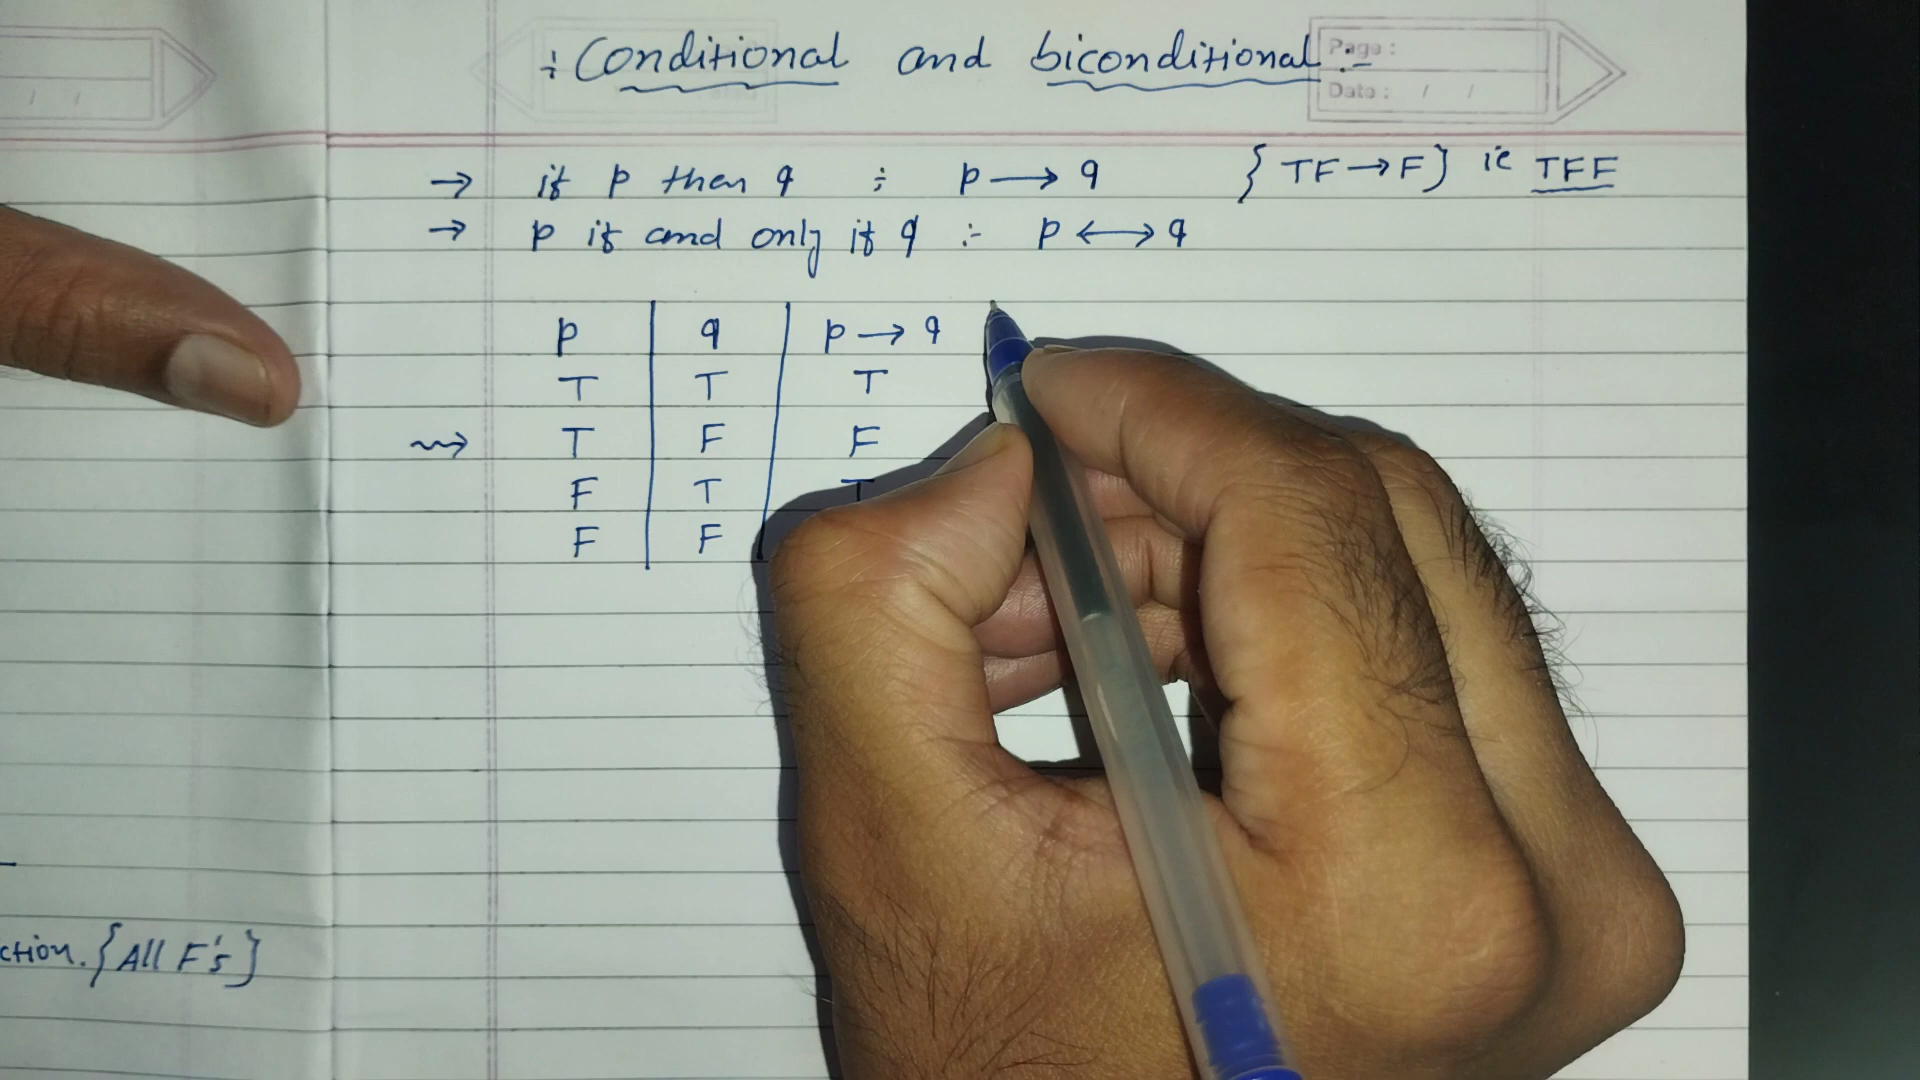 ÷ Conditional and biconditional :-
Page :
Date : / /
→ if p then q ÷ p → q { TF → F } ie TFF
→ p if and only if q :- p ↔ q
p q p → q
T T T
⇝ T F F
F T T
F F
ction. {All F's}